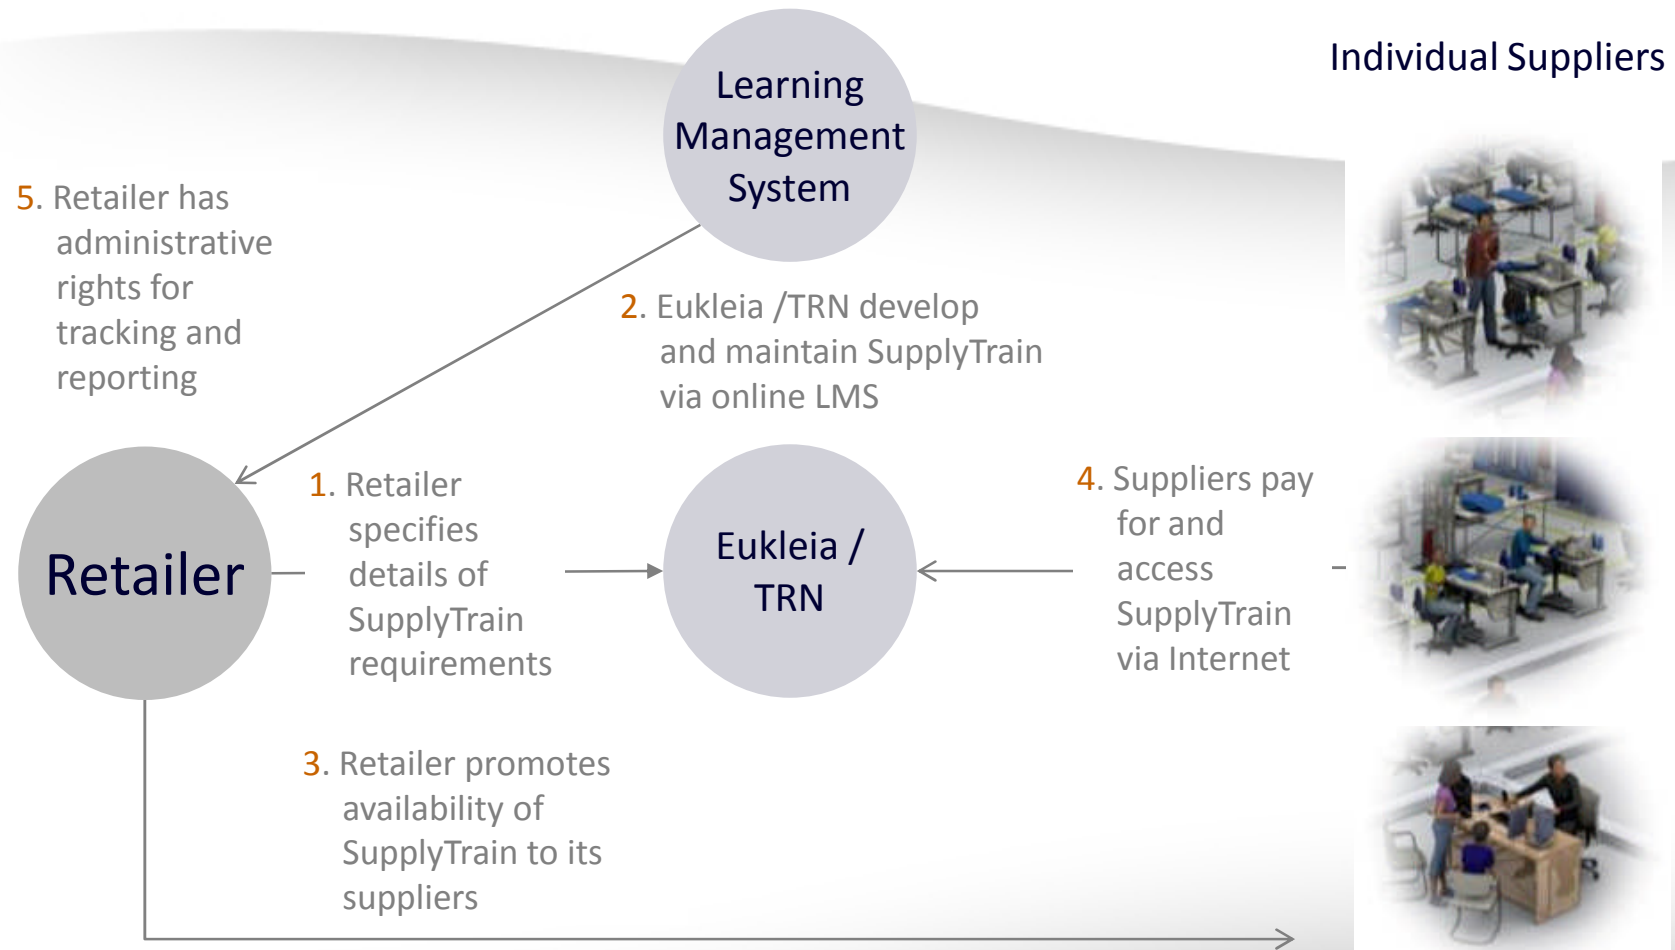 Individual Suppliers
Learning
Management
System
5. Retailer has
administrative
rights for
tracking and
reporting
2. Eukleia /TRN develop
and maintain SupplyTrain
via online LMS
Retailer
1. Retailer
specifies
details of
SupplyTrain
requirements
Eukleia /
TRN
4. Suppliers pay
for and
access
SupplyTrain
via Internet
3. Retailer promotes
availability of
SupplyTrain to its
suppliers